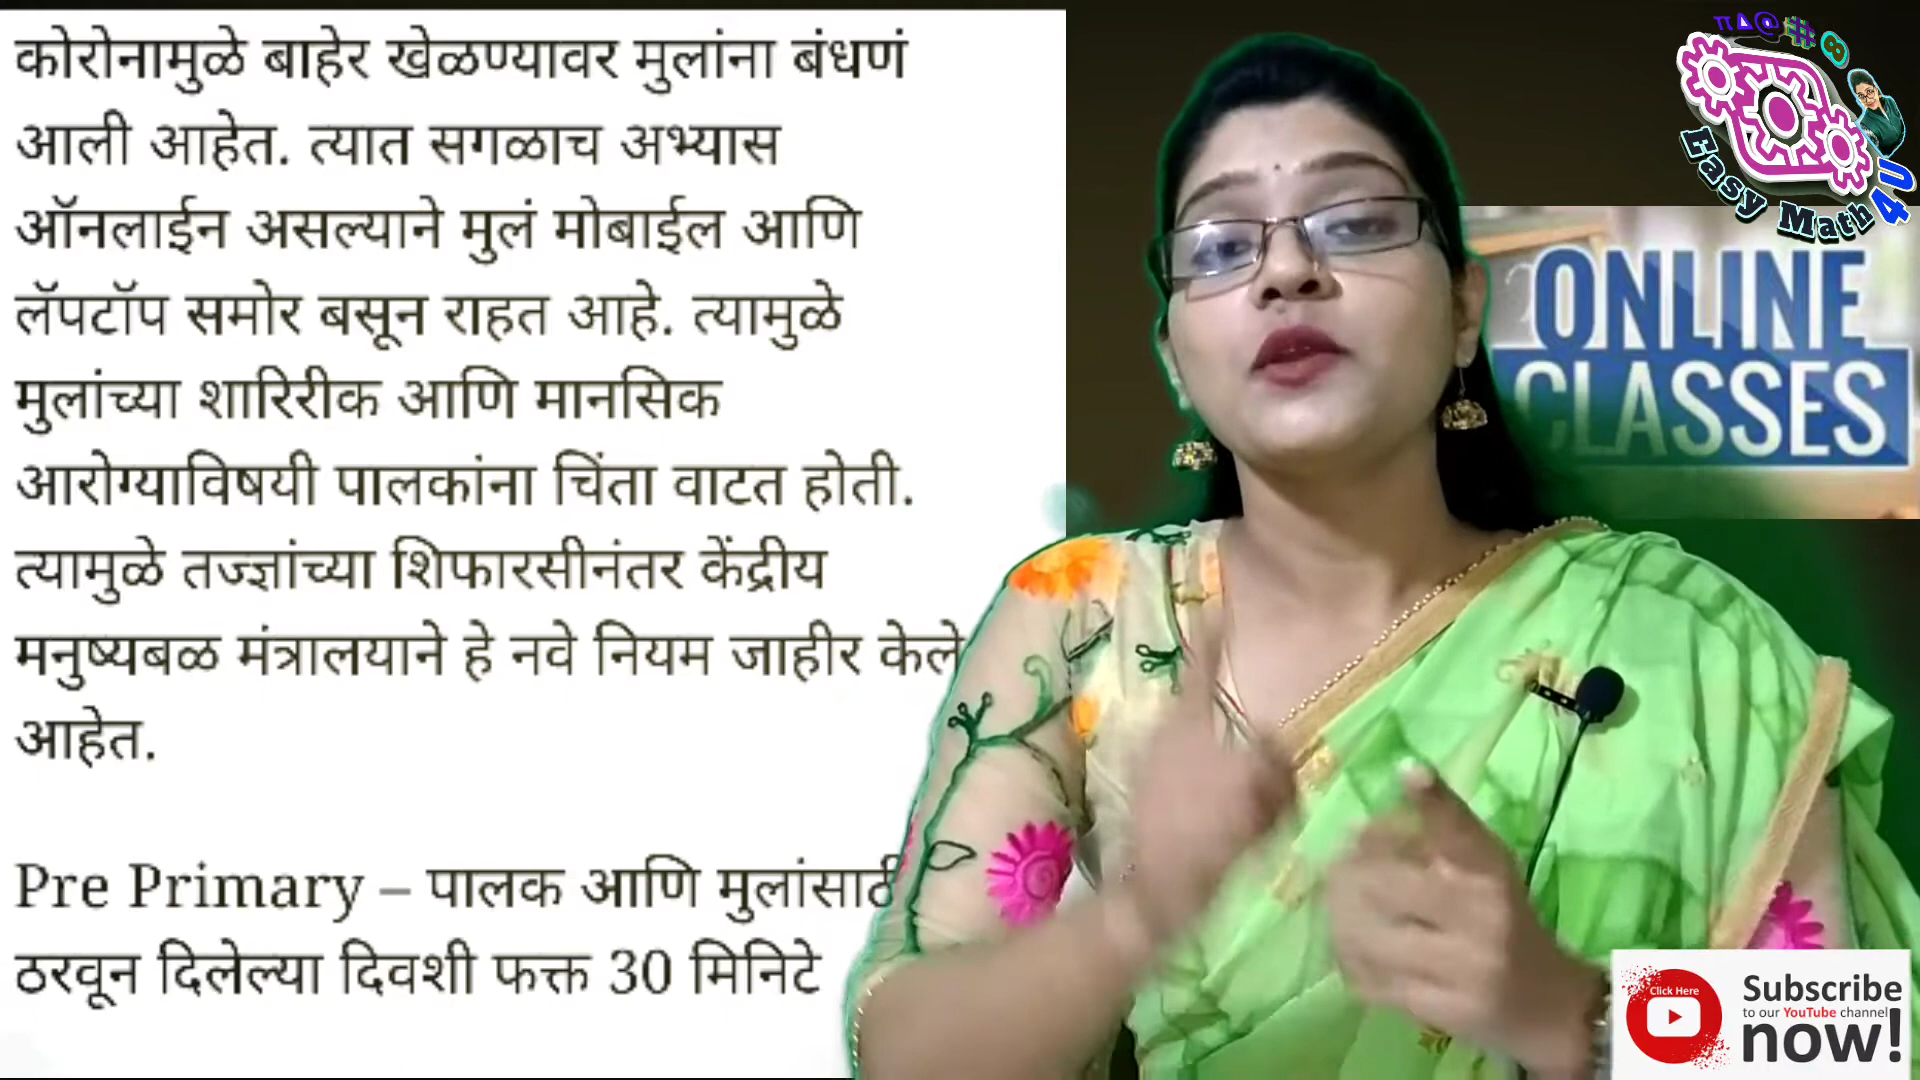 कोरोनामुळे बाहेर खेळण्यावर मुलांना बंधणं
आली आहेत. त्यात सगळाच अभ्यास
ऑनलाईन असल्याने मुलं मोबाईल आणि
लॅपटॉप समोर बसून राहत आहे. त्यामुळे
मुलांच्या शारिरीक आणि मानसिक
आरोग्याविषयी पालकांना चिंता वाटत होती.
त्यामुळे तज्ज्ञांच्या शिफारसीनंतर केंद्रीय
मनुष्यबळ मंत्रालयाने हे नवे नियम जाहीर केले
आहेत.
Pre Primary – पालक आणि मुलांसाठी
ठरवून दिलेल्या दिवशी फक्त 30 मिनिटे
π∆@#8
Easy Math 4U
ONLINE
CLASSES
Click Here
Subscribe
to our YouTube channel
now!